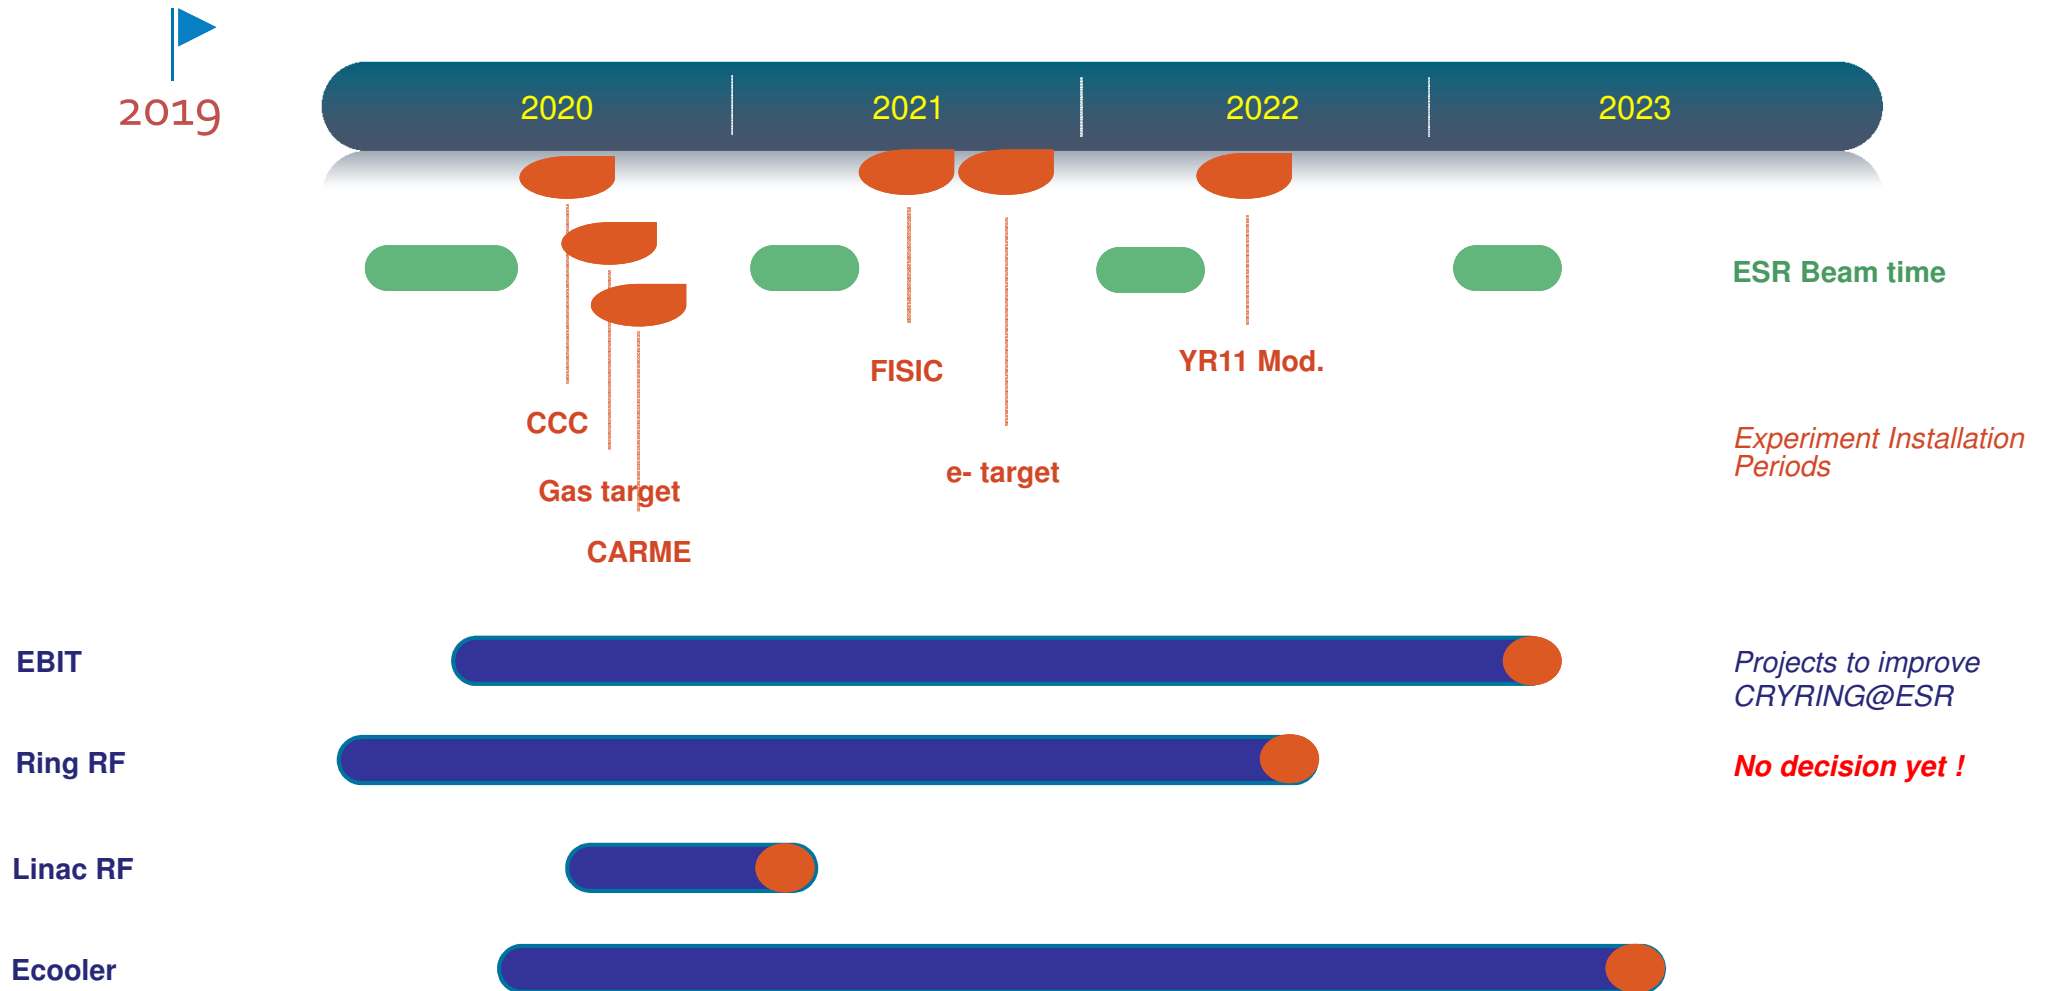 2019
2020
2021
2022
2023
ESR Beam time
FISIC
YR11 Mod.
CCC
Experiment Installation
Periods
e- target
Gas target
CARME
EBIT
Projects to improve
CRYRING@ESR
Ring RF
No decision yet !
Linac RF
Ecooler